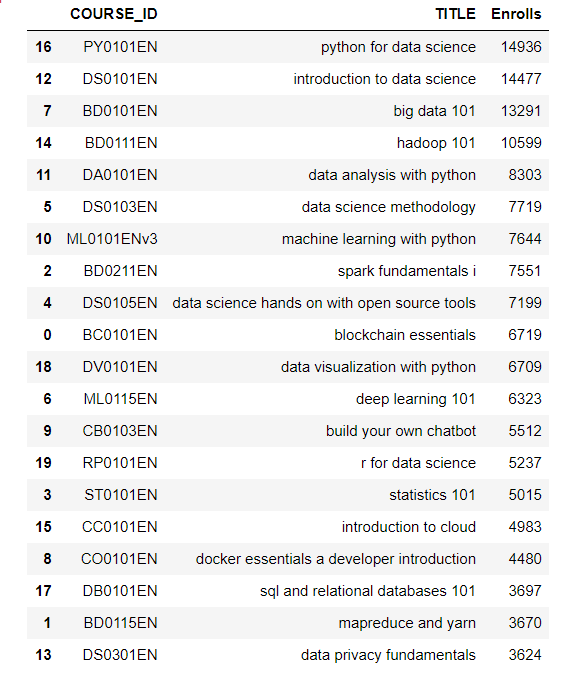 COURSE_ID TITLE Enrolls
16 PY0101EN python for data science 14936
12 DS0101EN introduction to data science 14477
7 BD0101EN big data 101 13291
14 BD0111EN hadoop 101 10599
11 DA0101EN data analysis with python 8303
5 DS0103EN data science methodology 7719
10 ML0101ENv3 machine learning with python 7644
2 BD0211EN spark fundamentals i 7551
4 DS0105EN data science hands on with open source tools 7199
0 BC0101EN blockchain essentials 6719
18 DV0101EN data visualization with python 6709
6 ML0115EN deep learning 101 6323
9 CB0103EN build your own chatbot 5512
19 RP0101EN r for data science 5237
3 ST0101EN statistics 101 5015
15 CC0101EN introduction to cloud 4983
8 CO0101EN docker essentials a developer introduction 4480
17 DB0101EN sql and relational databases 101 3697
1 BD0115EN mapreduce and yarn 3670
13 DS0301EN data privacy fundamentals 3624